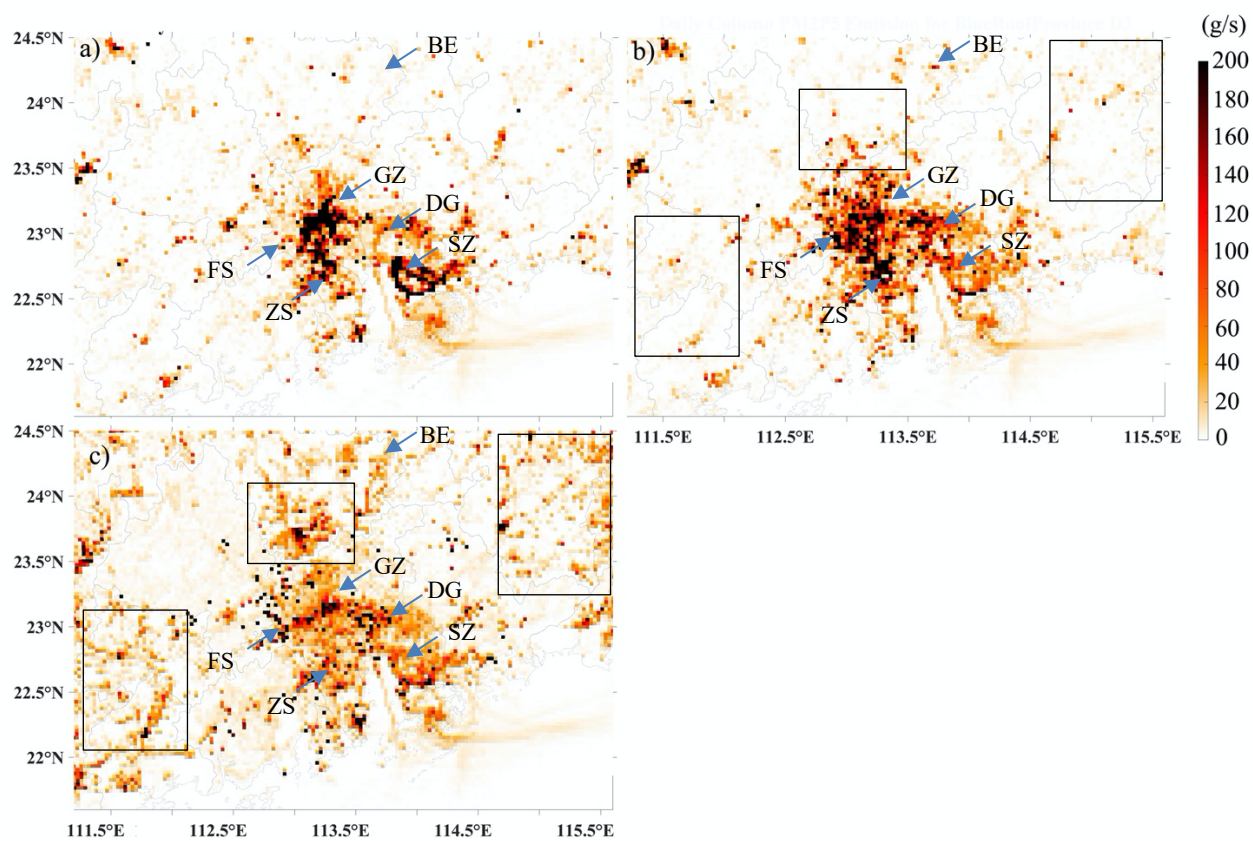 (g/s)
24.5°N
24°N
23.5°N
23°N
22.5°N
22°N
a)
BE
GZ
DG
SZ
FS
ZS
b)
BE
GZ
DG
SZ
FS
ZS
111.5°E 112.5°E 113.5°E 114.5°E 115.5°E
200
180
160
140
120
100
80
60
40
20
0
24.5°N
24°N
23.5°N
23°N
22.5°N
22°N
c)
BE
GZ
DG
SZ
FS
ZS
111.5°E 112.5°E 113.5°E 114.5°E 115.5°E